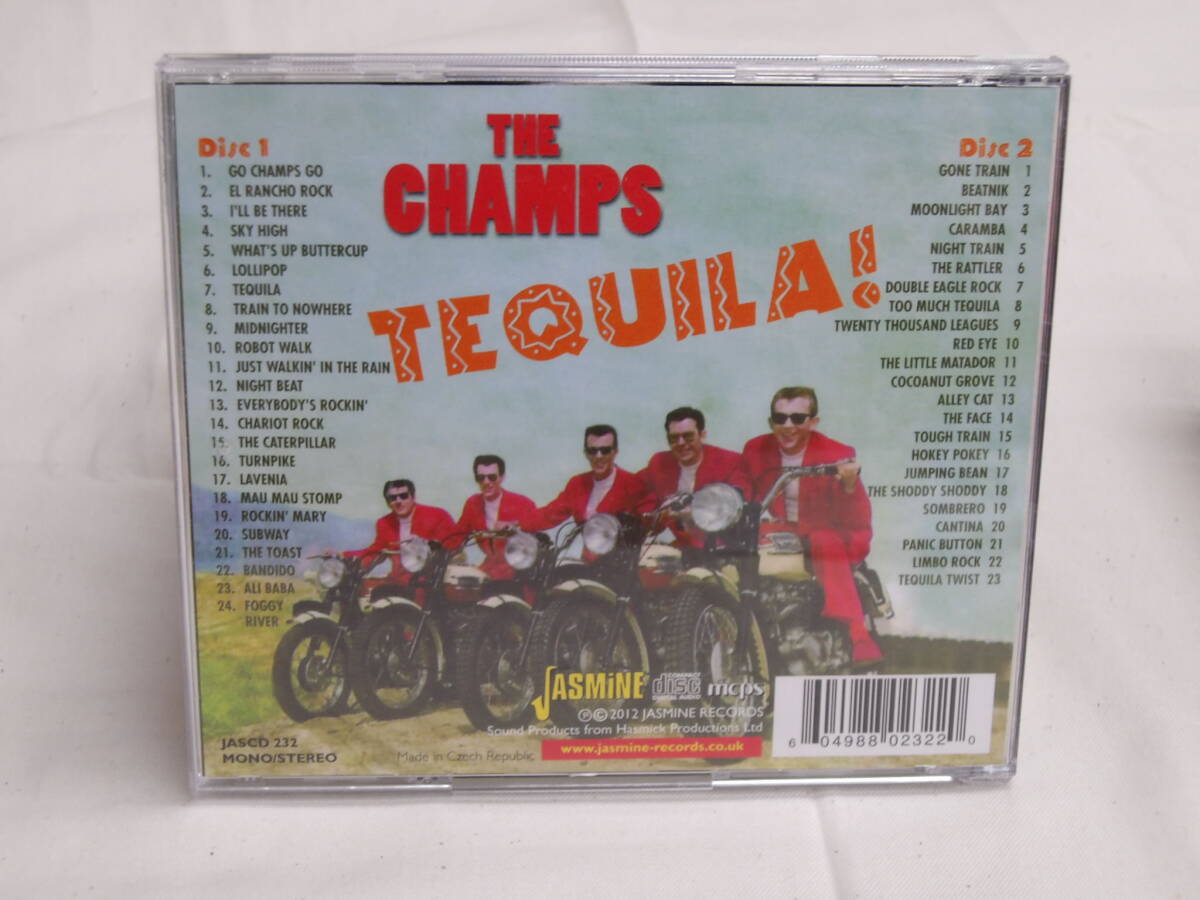 THE
CHAMPS
TEQUILA!
Disc 1
1. GO CHAMPS GO
2. EL RANCHO ROCK
3. I'LL BE THERE
4. SKY HIGH
5. WHAT'S UP BUTTERCUP
6. LOLLIPOP
7. TEQUILA
8. TRAIN TO NOWHERE
9. MIDNIGHTER
10. ROBOT WALK
11. JUST WALKIN' IN THE RAIN
12. NIGHT BEAT
13. EVERYBODY'S ROCKIN'
14. CHARIOT ROCK
15. THE CATERPILLAR
16. TURNPIKE
17. LAVENIA
18. MAU MAU STOMP
19. ROCKIN' MARY
20. SUBWAY
21. THE TOAST
22. BANDIDO
23. ALI BABA
24. FOGGY
RIVER
Disc 2
GONE TRAIN 1
BEATNIK 2
MOONLIGHT BAY 3
CARAMBA 4
NIGHT TRAIN 5
THE RATTLER 6
DOUBLE EAGLE ROCK 7
TOO MUCH TEQUILA 8
TWENTY THOUSAND LEAGUES 9
RED EYE 10
THE LITTLE MATADOR 11
COCOANUT GROVE 12
ALLEY CAT 13
THE FACE 14
TOUGH TRAIN 15
HOKEY POKEY 16
JUMPING BEAN 17
THE SHODDY SHODDY 18
SOMBRERO 19
CANTINA 20
PANIC BUTTON 21
LIMBO ROCK 22
TEQUILA TWIST 23
JASMiNE COMPACT disc DIGITAL AUDIO mcps
℗© 2012 JASMINE RECORDS
Sound Products from Hasmick Productions Ltd
www.jasmine-records.co.uk
Made in Czech Republic
JASCD 232
MONO/STEREO
6 04988 02322 0